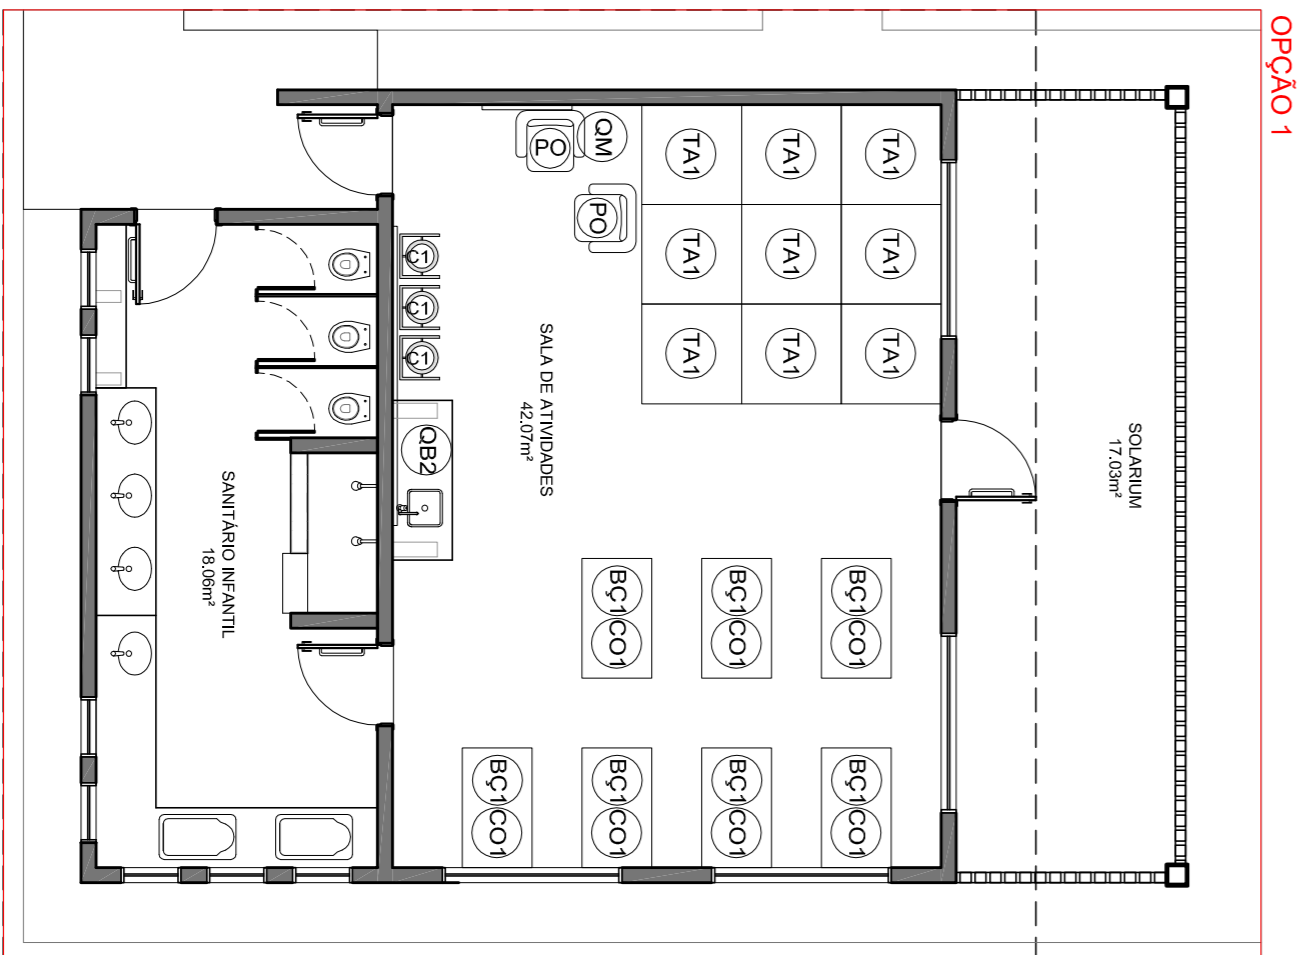 OPÇÃO 1
SOLARIUM
17.03m²
TA1
TA1
TA1
BÇ1 CO1
BÇ1 CO1
TA1
TA1
TA1
BÇ1 CO1
BÇ1 CO1
TA1
TA1
TA1
BÇ1 CO1
BÇ1 CO1
QM
PO
PO
SALA DE ATIVIDADES
42.07m²
BÇ1 CO1
C1
C1
C1
QB2
SANITÁRIO INFANTIL
18.06m²